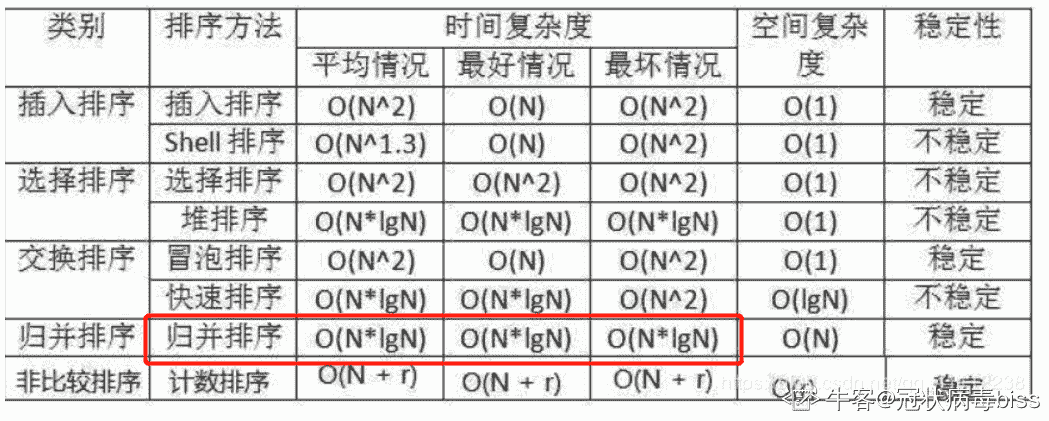 类别 排序方法 时间复杂度 空间复杂度 稳定性
平均情况 最好情况 最坏情况
插入排序 插入排序 O(N^2) O(N) O(N^2) O(1) 稳定
Shell 排序 O(N^1.3) O(N) O(N^2) O(1) 不稳定
选择排序 选择排序 O(N^2) O(N^2) O(N^2) O(1) 不稳定
堆排序 O(N*lgN) O(N*lgN) O(N*lgN) O(1) 不稳定
交换排序 冒泡排序 O(N^2) O(N) O(N^2) O(1) 稳定
快速排序 O(N*lgN) O(N*lgN) O(N^2) O(lgN) 不稳定
归并排序 归并排序 O(N*lgN) O(N*lgN) O(N*lgN) O(N) 稳定
非比较排序 计数排序 O(N + r) O(N + r) O(N + r) 稳定
牛客@冠状病毒biss